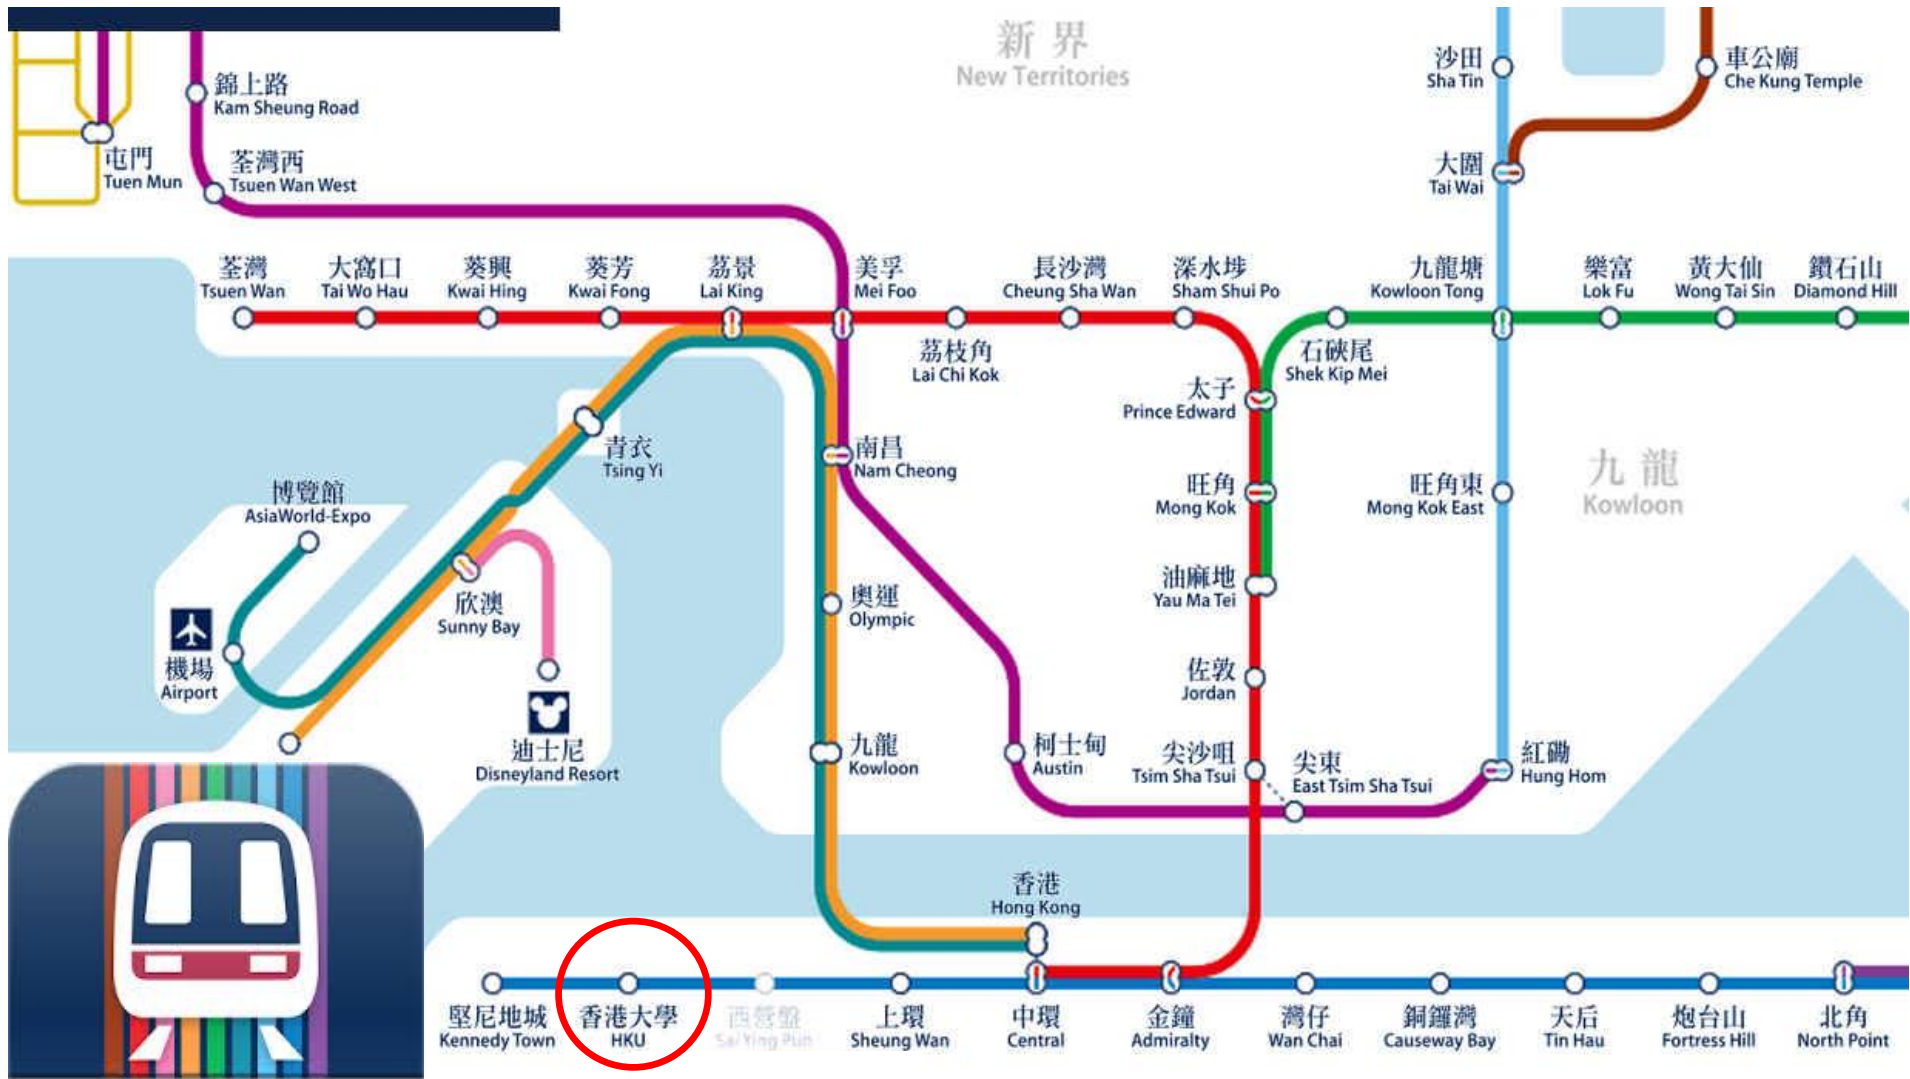 新界
New Territories
沙田
Sha Tin
車公廟
Che Kung Temple
錦上路
Kam Sheung Road
屯門
Tuen Mun
荃灣西
Tsuen Wan West
大圍
Tai Wai
荃灣
Tsuen Wan
大窩口
Tai Wo Hau
葵興
Kwai Hing
葵芳
Kwai Fong
荔景
Lai King
美孚
Mei Foo
長沙灣
Cheung Sha Wan
深水埗
Sham Shui Po
九龍塘
Kowloon Tong
樂富
Lok Fu
黃大仙
Wong Tai Sin
鑽石山
Diamond Hill
荔枝角
Lai Chi Kok
石硤尾
Shek Kip Mei
太子
Prince Edward
青衣
Tsing Yi
南昌
Nam Cheong
旺角
Mong Kok
旺角東
Mong Kok East
九龍
Kowloon
博覽館
AsiaWorld-Expo
欣澳
Sunny Bay
奧運
Olympic
油麻地
Yau Ma Tei
機場
Airport
佐敦
Jordan
迪士尼
Disneyland Resort
九龍
Kowloon
柯士甸
Austin
尖沙咀
Tsim Sha Tsui
尖東
East Tsim Sha Tsui
紅磡
Hung Hom
香港
Hong Kong
堅尼地城
Kennedy Town
香港大學
HKU
西營盤
Sai Ying Pun
上環
Sheung Wan
中環
Central
金鐘
Admiralty
灣仔
Wan Chai
銅鑼灣
Causeway Bay
天后
Tin Hau
炮台山
Fortress Hill
北角
North Point